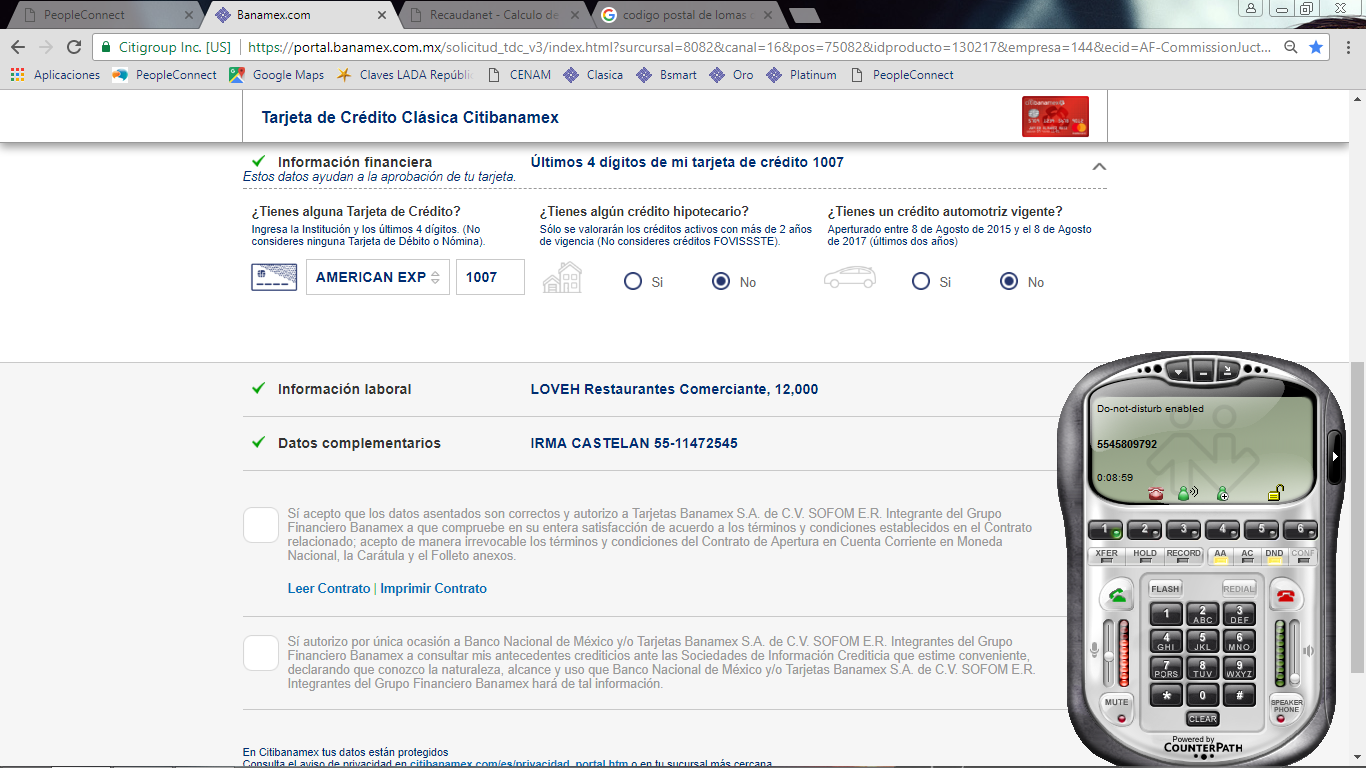 PeopleConnect
Banamex.com
Recaudanet - Calculo de
codigo postal de lomas
Citigroup Inc. [US]
https://portal.banamex.com.mx/solicitud_tdc_v3/index.html?surcursal=8082&canal=16&pos=75082&idproducto=130217&empresa=144&ecid=AF-CommissionJuct...
Aplicaciones PeopleConnect Google Maps Claves LADA Repúblic CENAM Clasica Bsmart Oro Platinum PeopleConnect
Tarjeta de Crédito Clásica Citibanamex
Información financiera
Últimos 4 dígitos de mi tarjeta de crédito 1007
Estos datos ayudan a la aprobación de tu tarjeta.
¿Tienes alguna Tarjeta de Crédito?
Ingresa la Institución y los últimos 4 dígitos. (No
consideres ninguna Tarjeta de Débito o Nómina).
AMERICAN EXP
1007
¿Tienes algún crédito hipotecario?
Sólo se valorarán los créditos activos con más de 2 años
de vigencia (No consideres créditos FOVISSSTE).
Si
No
¿Tienes un crédito automotriz vigente?
Aperturado entre 8 de Agosto de 2015 y el 8 de Agosto
de 2017 (últimos dos años)
Si
No
Información laboral
LOVEH Restaurantes Comerciante, 12,000
Datos complementarios
IRMA CASTELAN 55-11472545
Sí acepto que los datos asentados son correctos y autorizo a Tarjetas Banamex S.A. de C.V. SOFOM E.R. Integrante del Grupo
Financiero Banamex a que compruebe en su entera satisfacción de acuerdo a los términos y condiciones establecidos en el Contrato
relacionado; acepto de manera irrevocable los términos y condiciones del Contrato de Apertura en Cuenta Corriente en Moneda
Nacional, la Carátula y el Folleto anexos.
Leer Contrato | Imprimir Contrato
Sí autorizo por única ocasión a Banco Nacional de México y/o Tarjetas Banamex S.A. de C.V. SOFOM E.R. Integrantes del Grupo
Financiero Banamex a consultar mis antecedentes crediticios ante las Sociedades de Información Crediticia que estime conveniente,
declarando que conozco la naturaleza, alcance y uso que Banco Nacional de México y/o Tarjetas Banamex S.A. de C.V. SOFOM E.R.
Integrantes del Grupo Financiero Banamex hará de tal información.
En Citibanamex tus datos están protegidos
Consulta el aviso de privacidad en citibanamex.com/es/privacidad_portal.htm o en tu sucursal más cercana
Do-not-disturb enabled
5545809792
0:08:59
1 2 3 4 5 6
XFER HOLD RECORD AA AC DND CONF
FLASH REDIAL
1 2 ABC 3 DEF
4 GHI 5 JKL 6 MNO
7 PQRS 8 TUV 9 WXYZ
* 0 #
MUTE
SPEAKER
PHONE
CLEAR
Powered by
COUNTERPATH